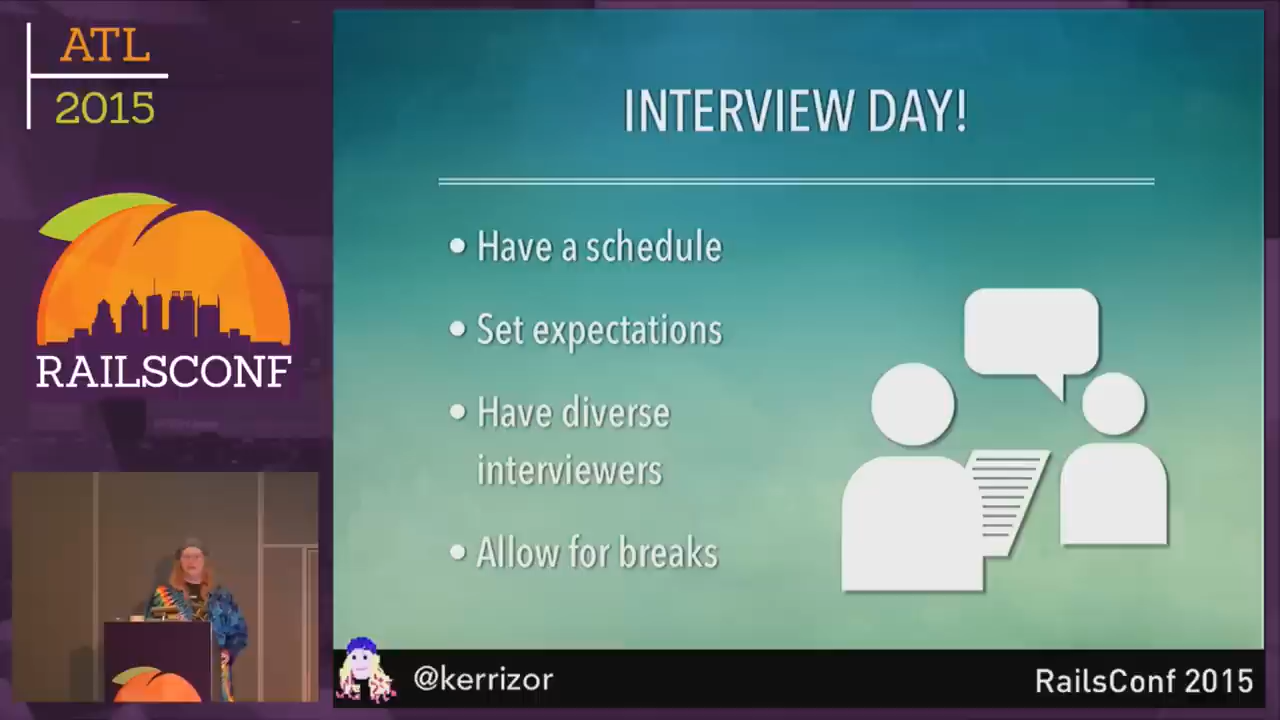 ATL
2015
RAILSCONF
INTERVIEW DAY!
• Have a schedule
• Set expectations
• Have diverse
interviewers
• Allow for breaks
@kerrizor
RailsConf 2015